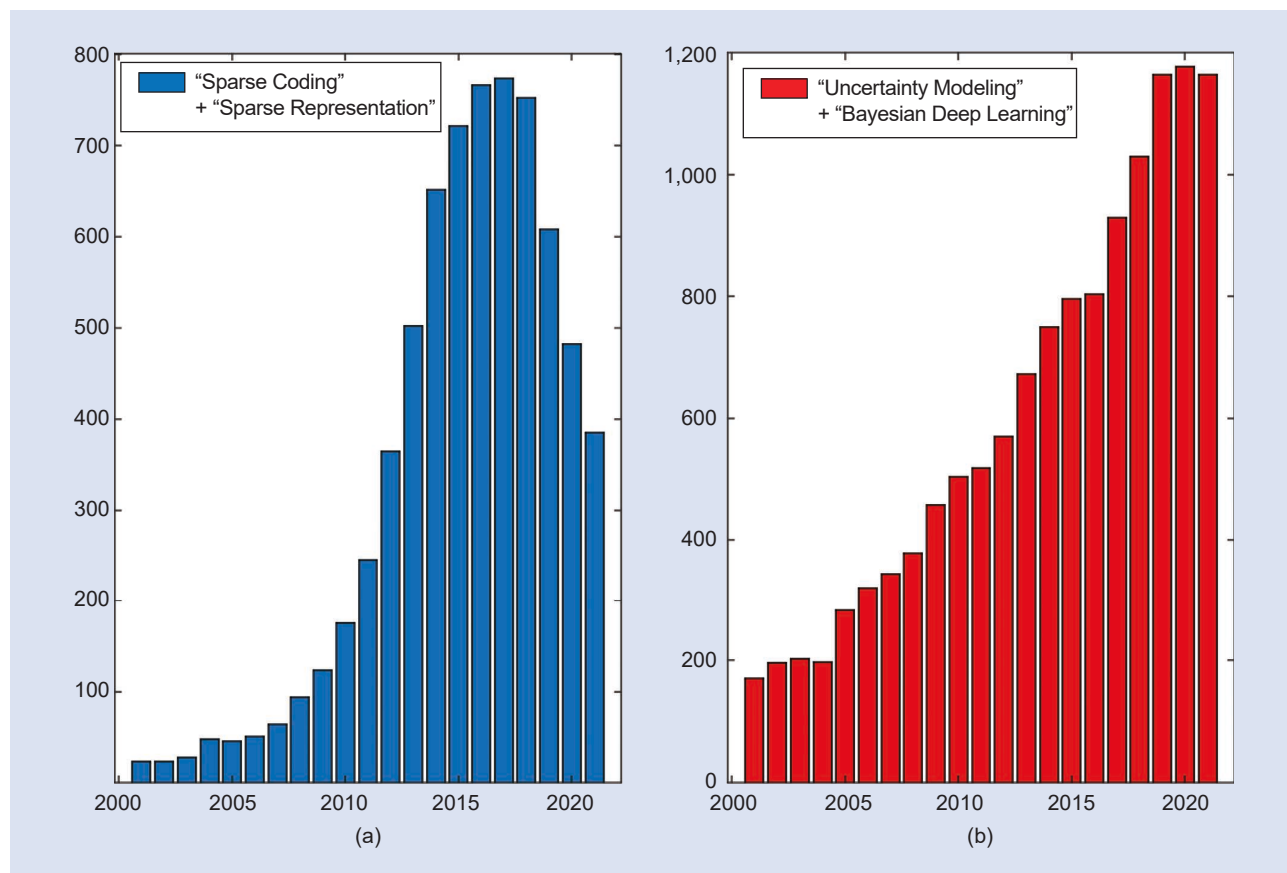 800
700
600
500
400
300
200
100
“Sparse Coding”
+ “Sparse Representation”
2000 2005 2010 2015 2020
(a)
1,200
1,000
800
600
400
200
0
“Uncertainty Modeling”
+ “Bayesian Deep Learning”
2000 2005 2010 2015 2020
(b)